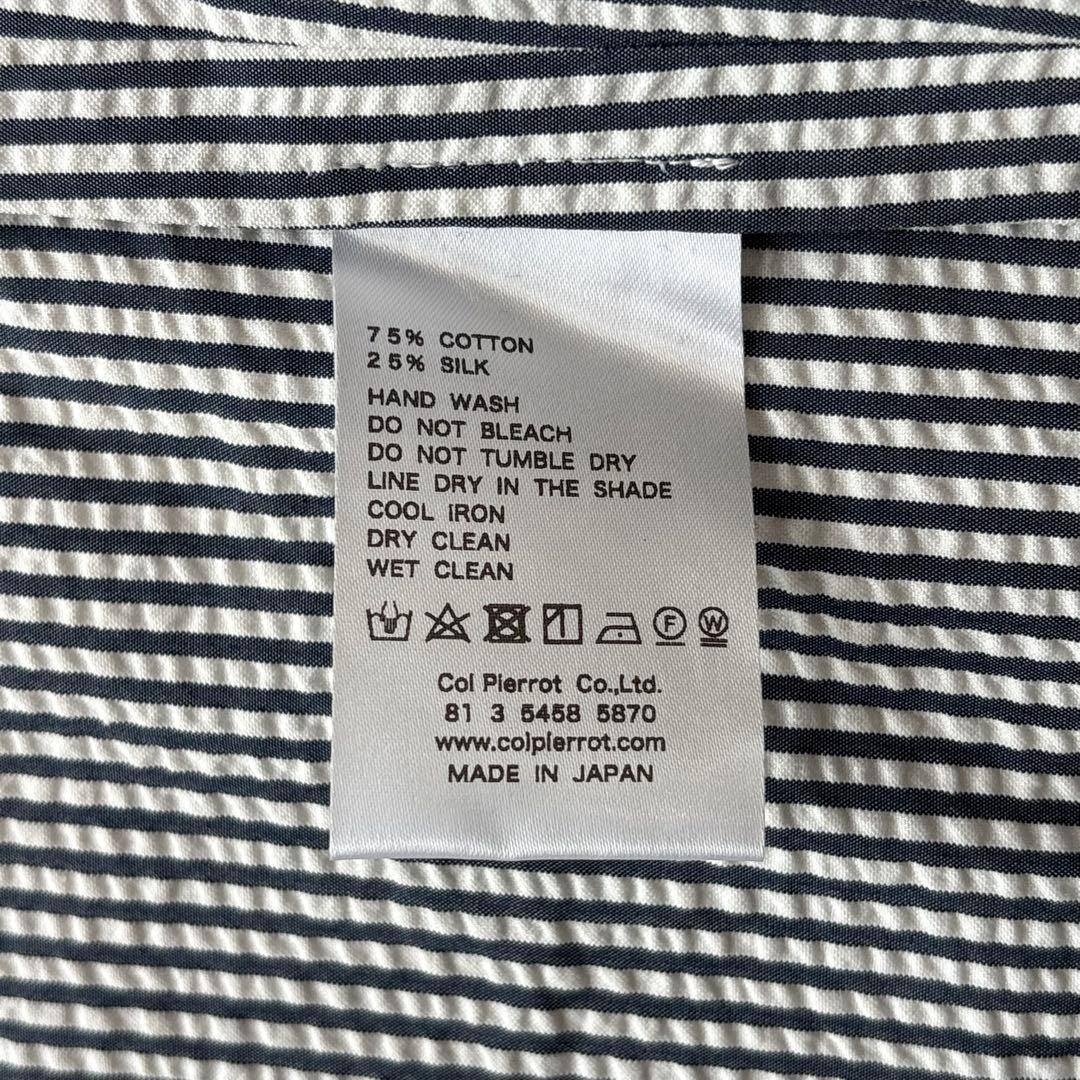 75% COTTON
25% SILK
HAND WASH
DO NOT BLEACH
DO NOT TUMBLE DRY
LINE DRY IN THE SHADE
COOL IRON
DRY CLEAN
WET CLEAN
F W
Col Pierrot Co.,Ltd.
81 3 5458 5870
www.colpierrot.com
MADE IN JAPAN